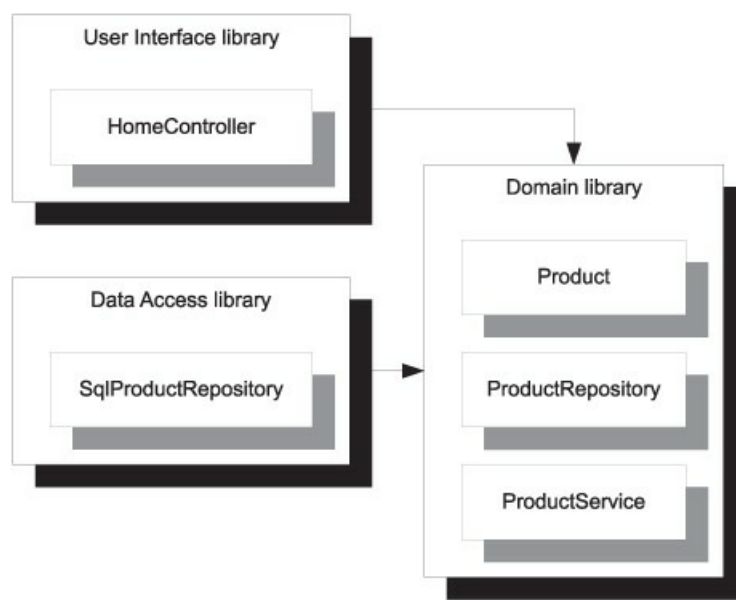 User Interface library
HomeController
Data Access library
SqlProductRepository
Domain library
Product
ProductRepository
ProductService